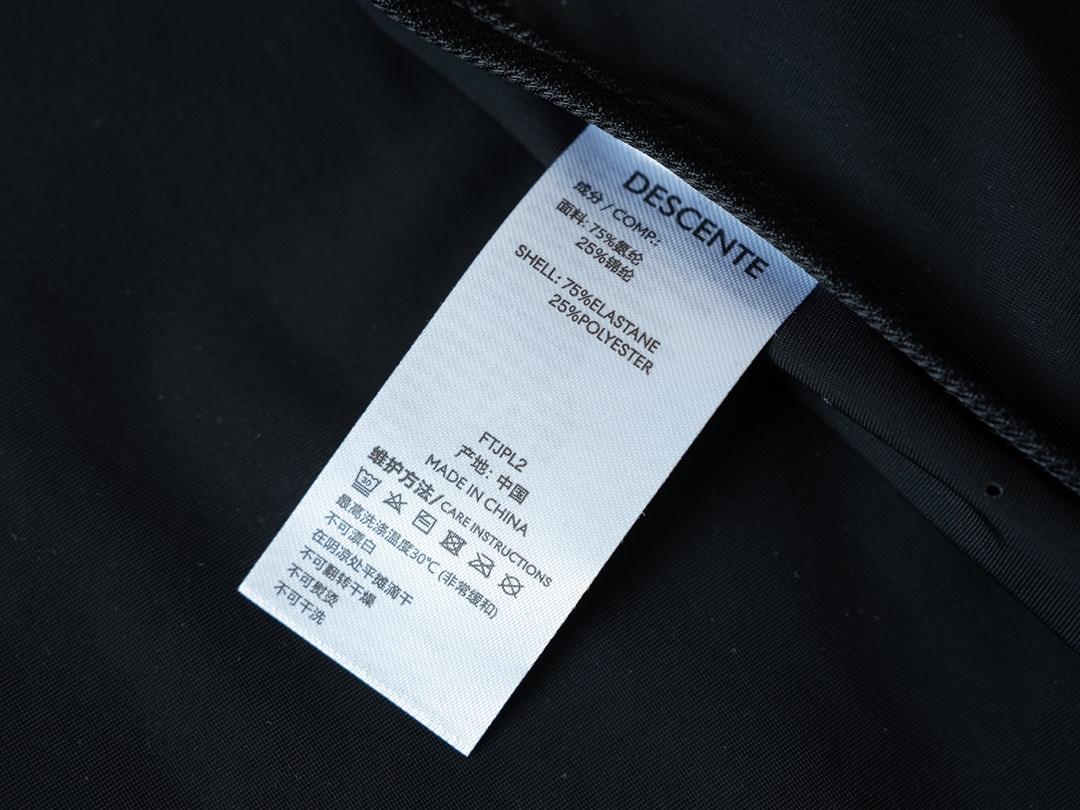 DESCENTE
成分 / COMP.:
面料: 75%氨纶
25%锦纶
SHELL: 75%ELASTANE
25%POLYESTER
FTJPL2
产地: 中国
MADE IN CHINA
维护方法/CARE INSTRUCTIONS
30
最高洗涤温度30℃ (非常缓和)
不可漂白
在阴凉处平摊滴干
不可翻转干燥
不可熨烫
不可干洗